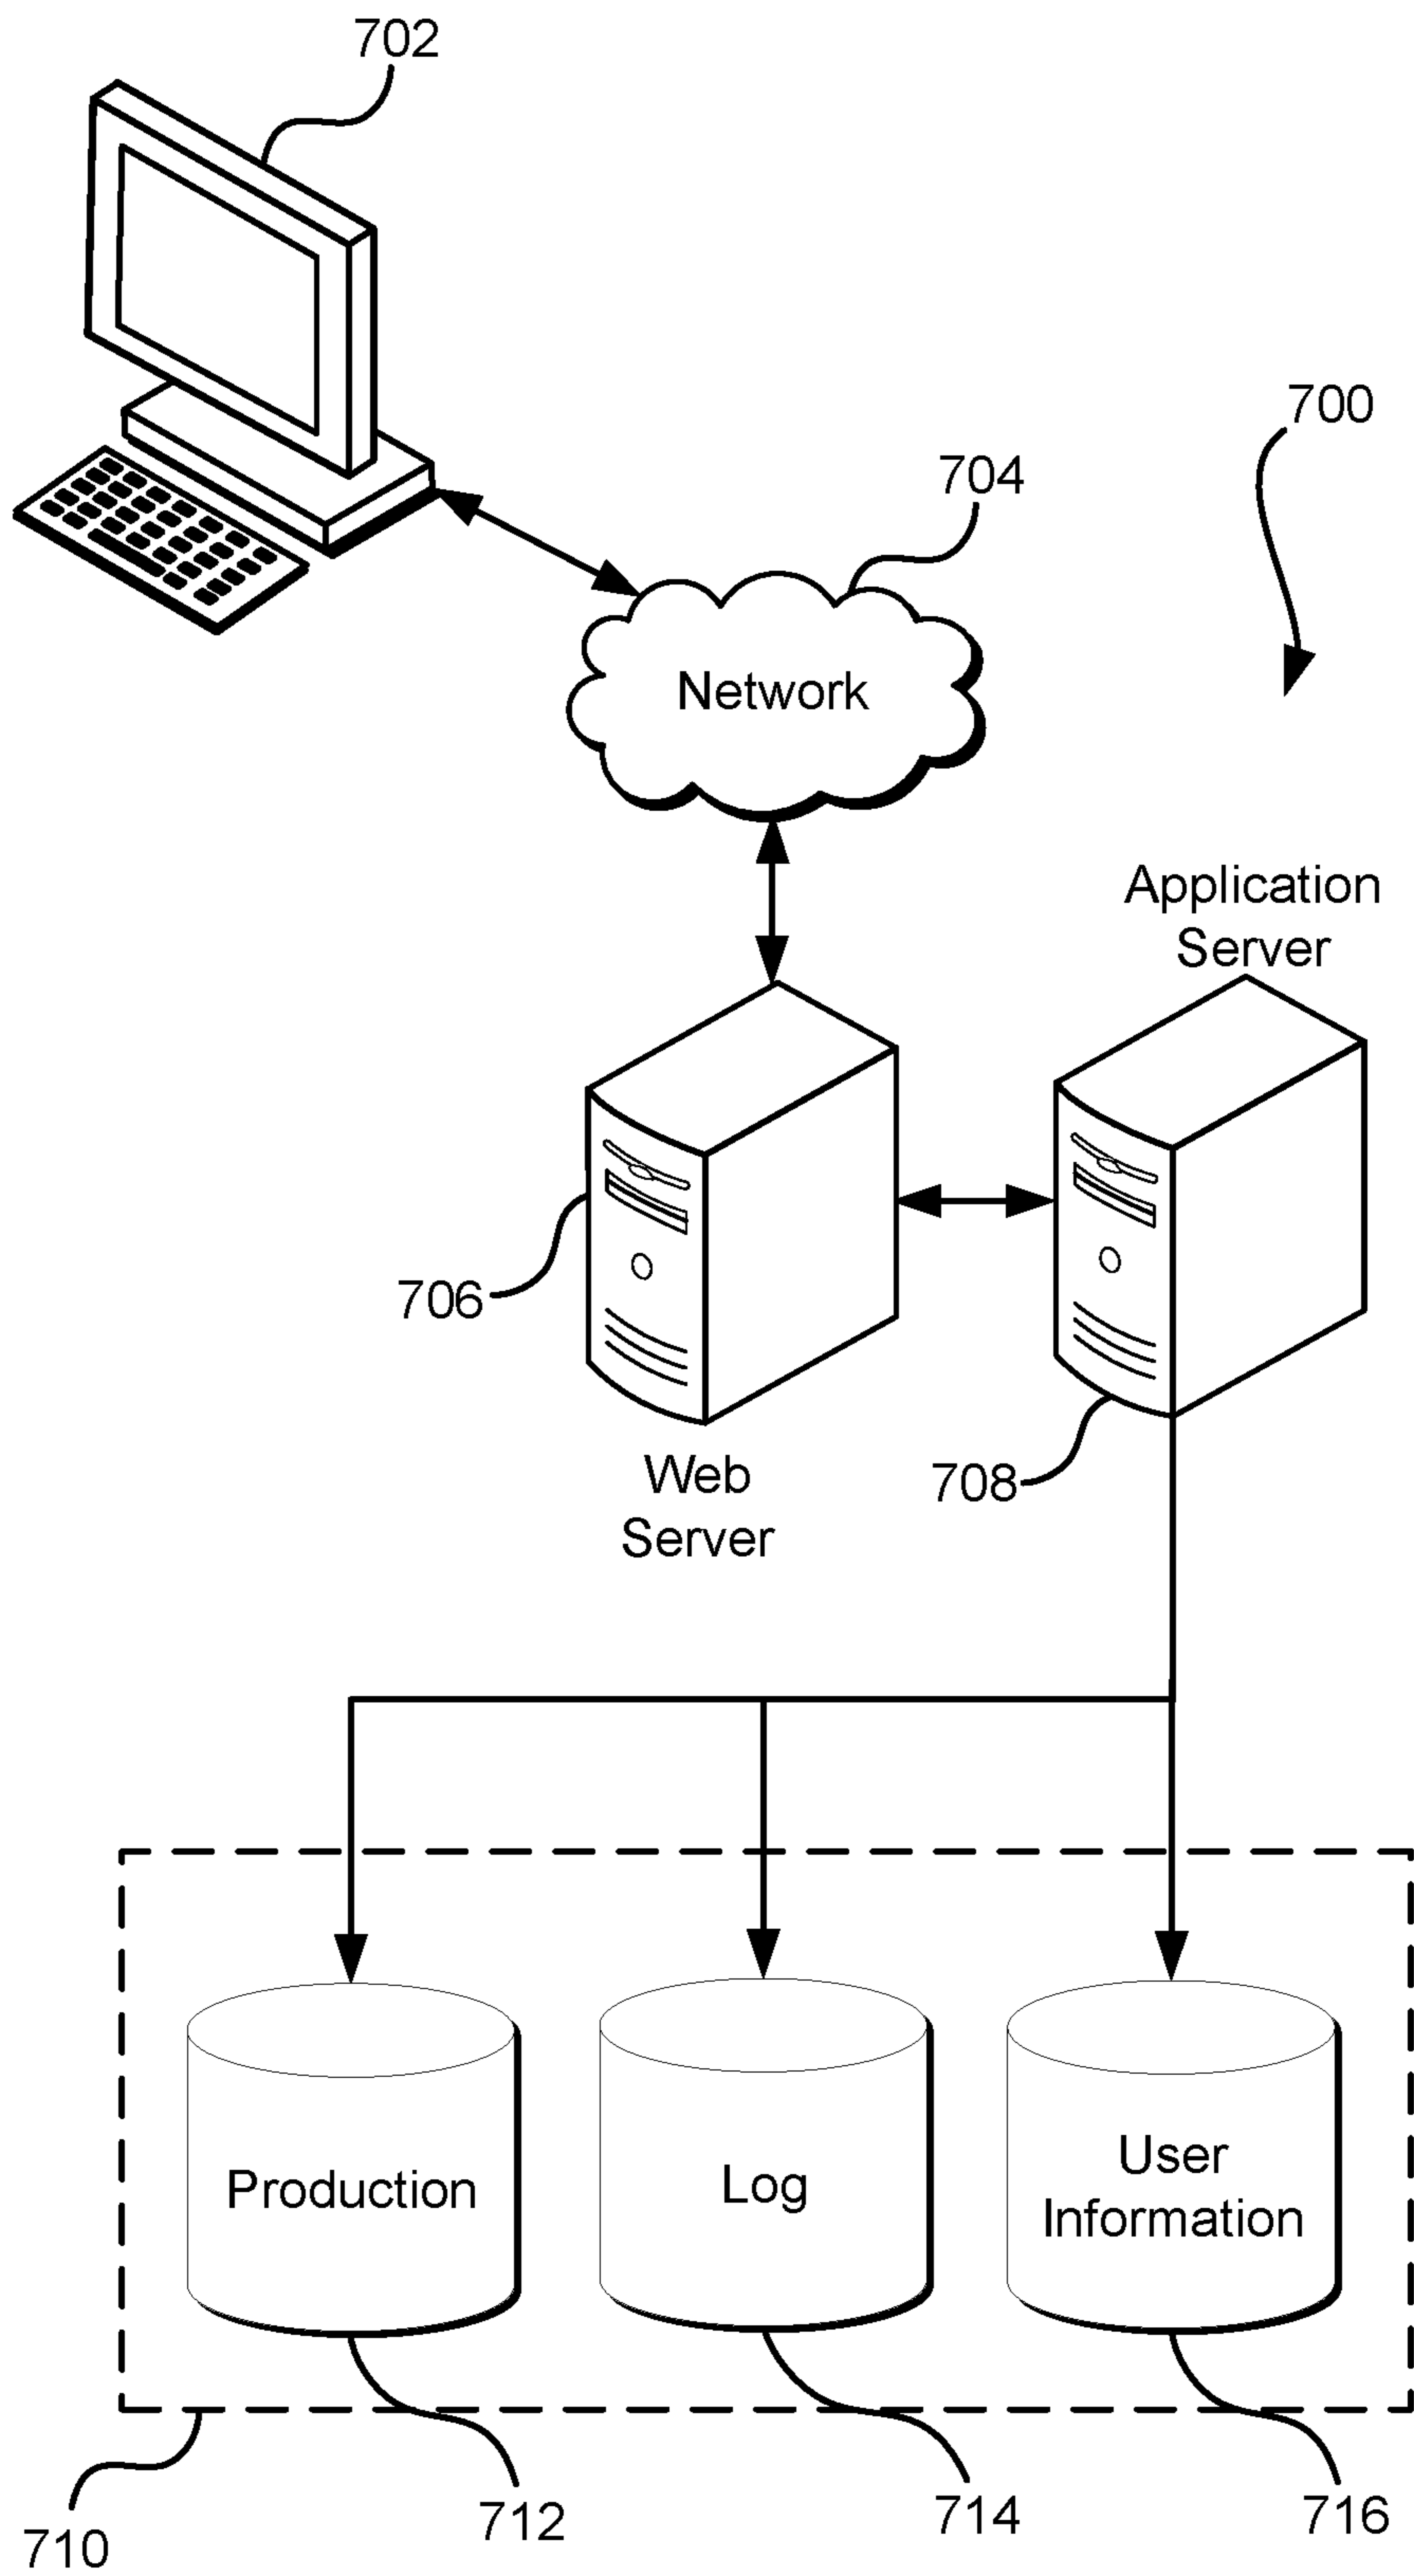 702
700
704
Network
Application
Server
706
708
Web
Server
Production
Log
User
Information
710
712
714
716